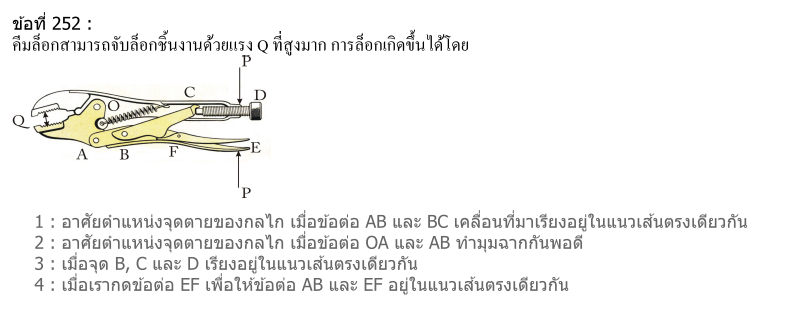 ข้อที่ 252 :
คีมล็อกสามารถจับล็อกชิ้นงานด้วยแรง Q ที่สูงมาก การล็อกเกิดขึ้นได้โดย
P
C
D
O
Q
A
B
F
E
P
1 : อาศัยตำแหน่งจุดตายของกลไก เมื่อข้อต่อ AB และ BC เคลื่อนที่มาเรียงอยู่ในแนวเส้นตรงเดียวกัน
2 : อาศัยตำแหน่งจุดตายของกลไก เมื่อข้อต่อ OA และ AB ทำมุมฉากกันพอดี
3 : เมื่อจุด B, C และ D เรียงอยู่ในแนวเส้นตรงเดียวกัน
4 : เมื่อเรากดข้อต่อ EF เพื่อให้ข้อต่อ AB และ EF อยู่ในแนวเส้นตรงเดียวกัน